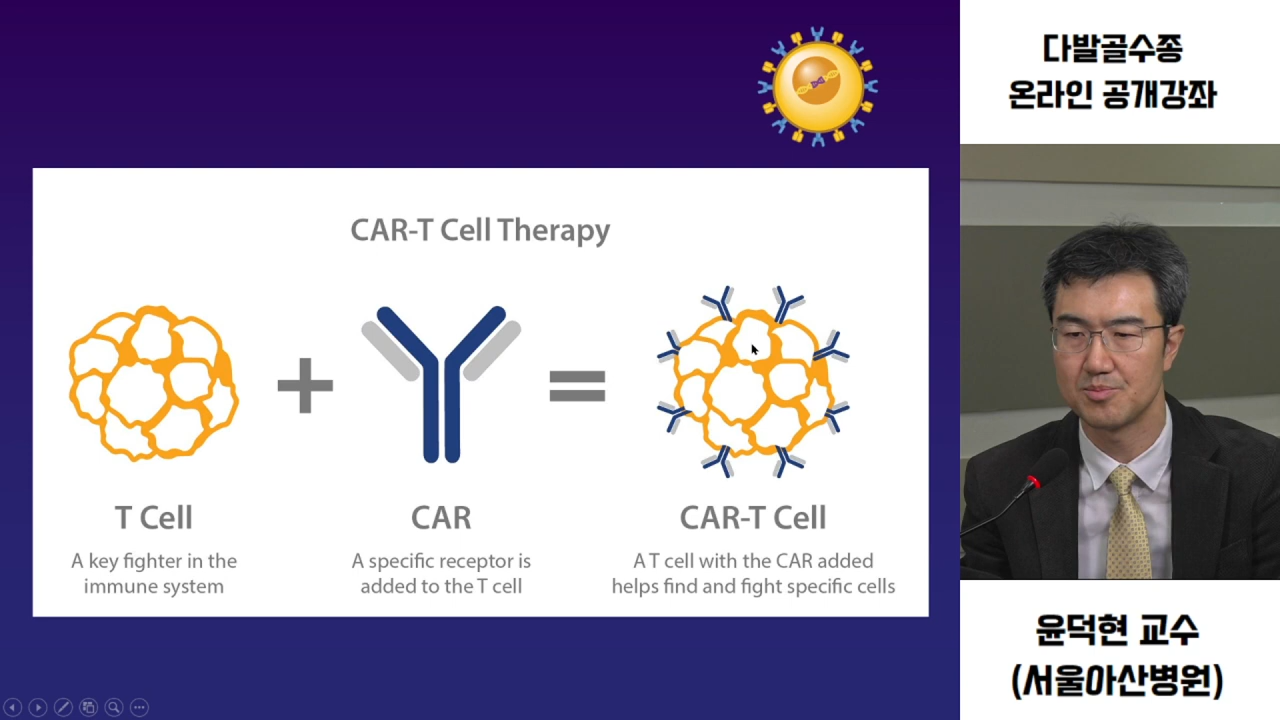 CAR-T Cell Therapy
T Cell
A key fighter in the
immune system
CAR
A specific receptor is
added to the T cell
CAR-T Cell
A T cell with the CAR added
helps find and fight specific cells
다발골수종
온라인 공개강좌
윤덕현 교수
(서울아산병원)